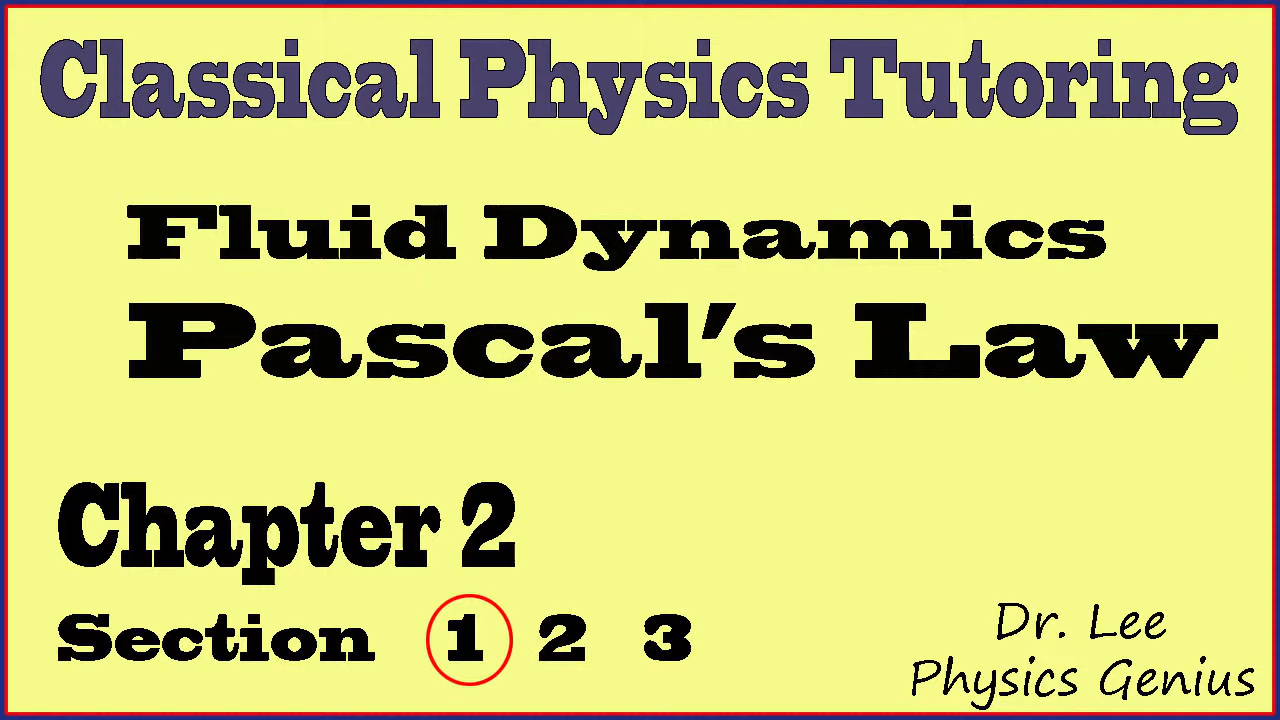 Classical Physics Tutoring
Fluid Dynamics
Pascal's Law
Chapter 2
Section 1 2 3
Dr. Lee
Physics Genius